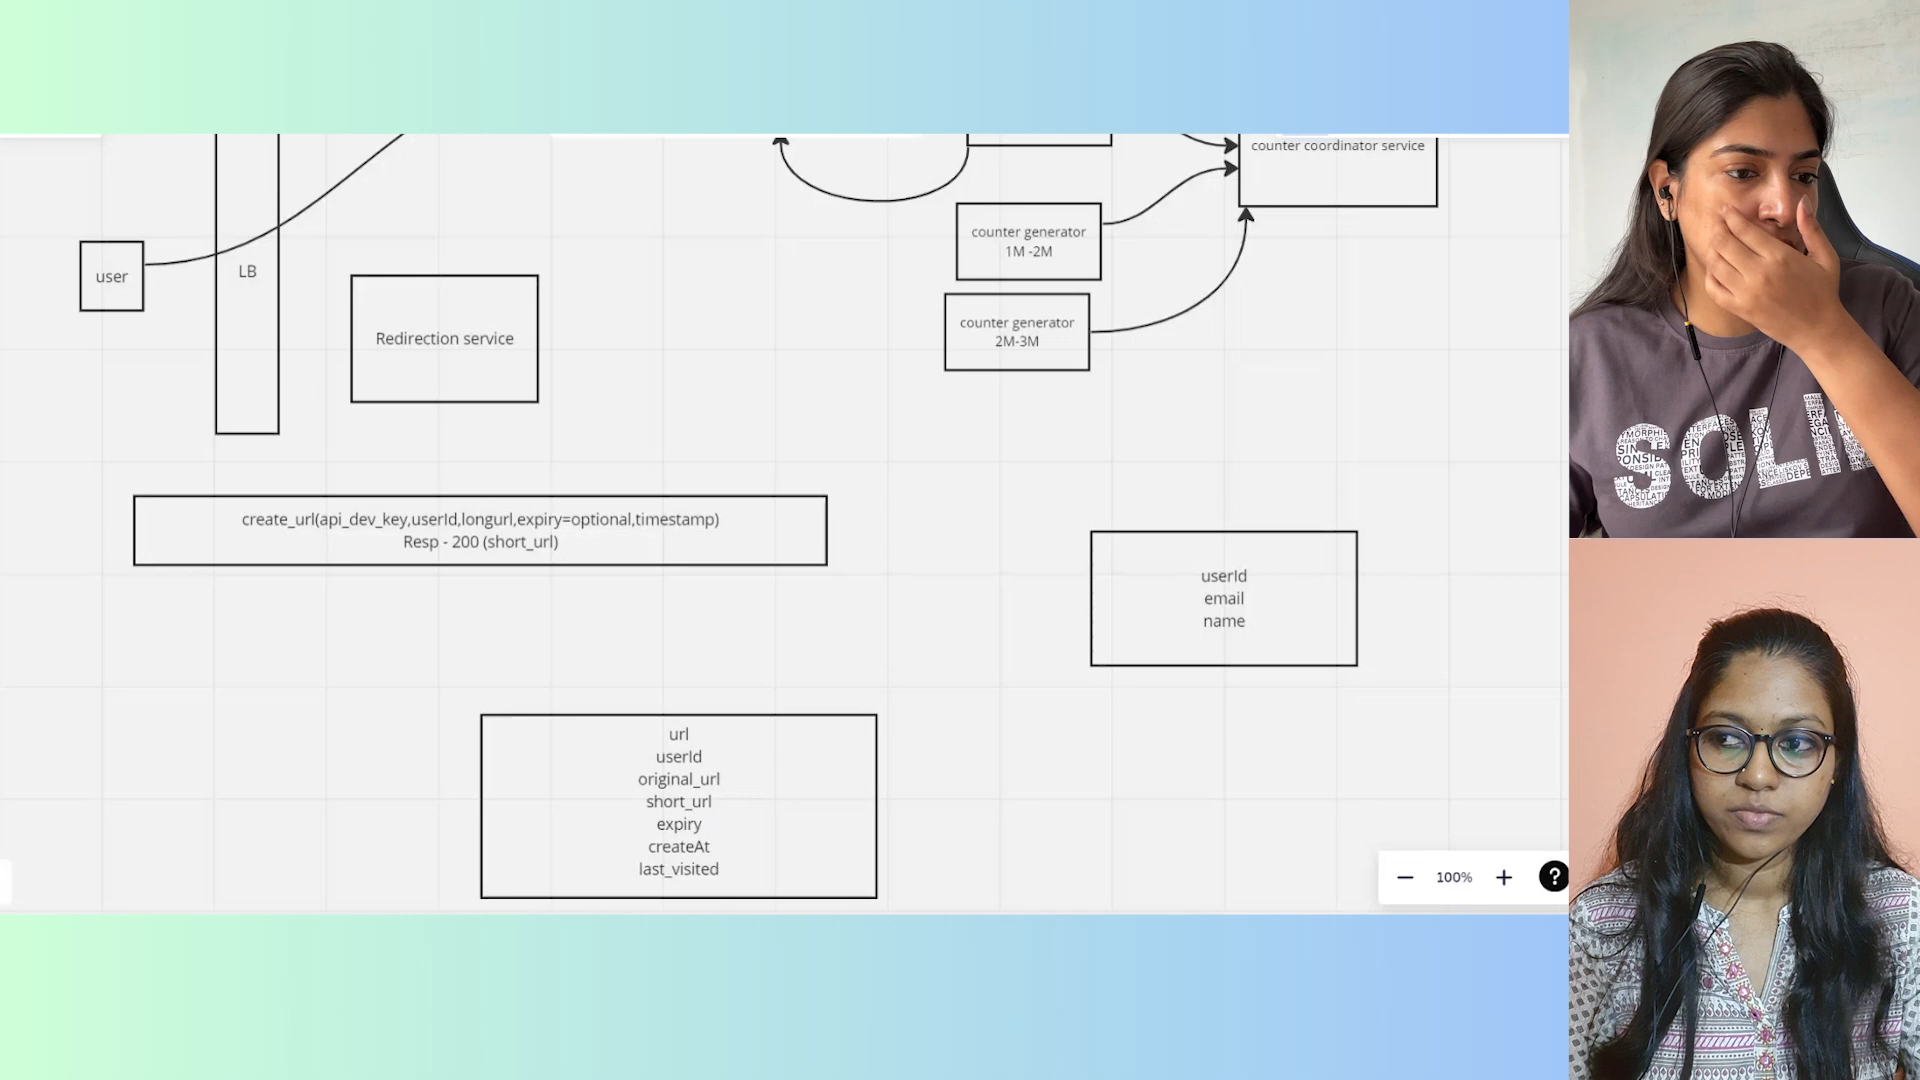 counter coordinator service
counter generator
1M -2M
user
LB
Redirection service
counter generator
2M-3M
create_url(api_dev_key,userId,longurl,expiry=optional,timestamp)
Resp - 200 (short_url)
userId
email
name
url
userId
original_url
short_url
expiry
createAt
last_visited
100%
?
SOLI